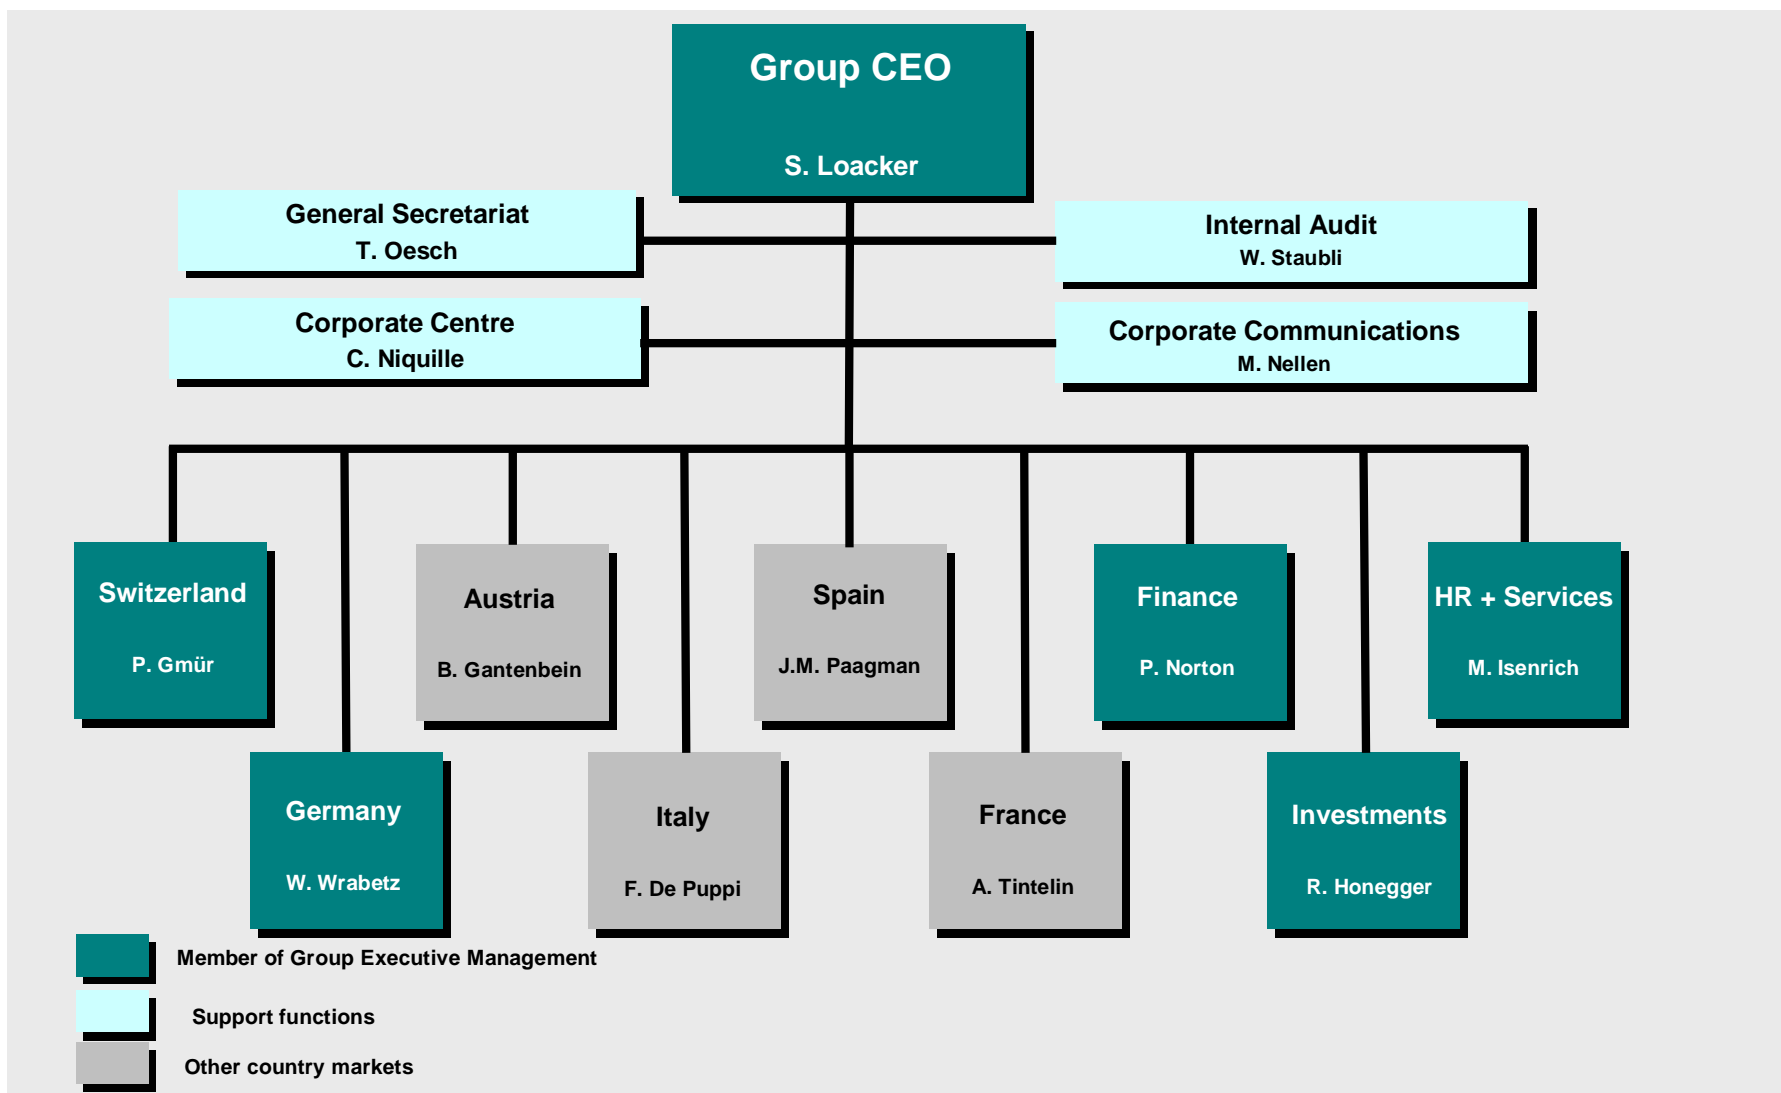 Group CEO
S. Loacker
General Secretariat
T. Oesch
Internal Audit
W. Staubli
Corporate Centre
C. Niquille
Corporate Communications
M. Nellen
Switzerland
P. Gmür
Austria
B. Gantenbein
Spain
J.M. Paagman
Finance
P. Norton
HR + Services
M. Isenrich
Germany
W. Wrabetz
Italy
F. De Puppi
France
A. Tintelin
Investments
R. Honegger
Member of Group Executive Management
Support functions
Other country markets